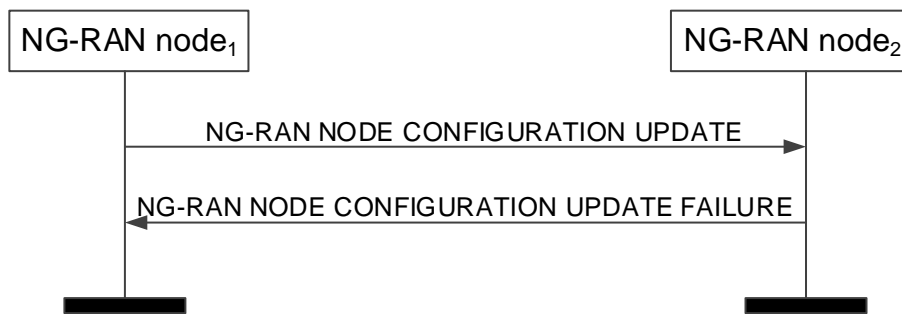 NG-RAN node₁
NG-RAN node₂
NG-RAN NODE CONFIGURATION UPDATE
NG-RAN NODE CONFIGURATION UPDATE FAILURE